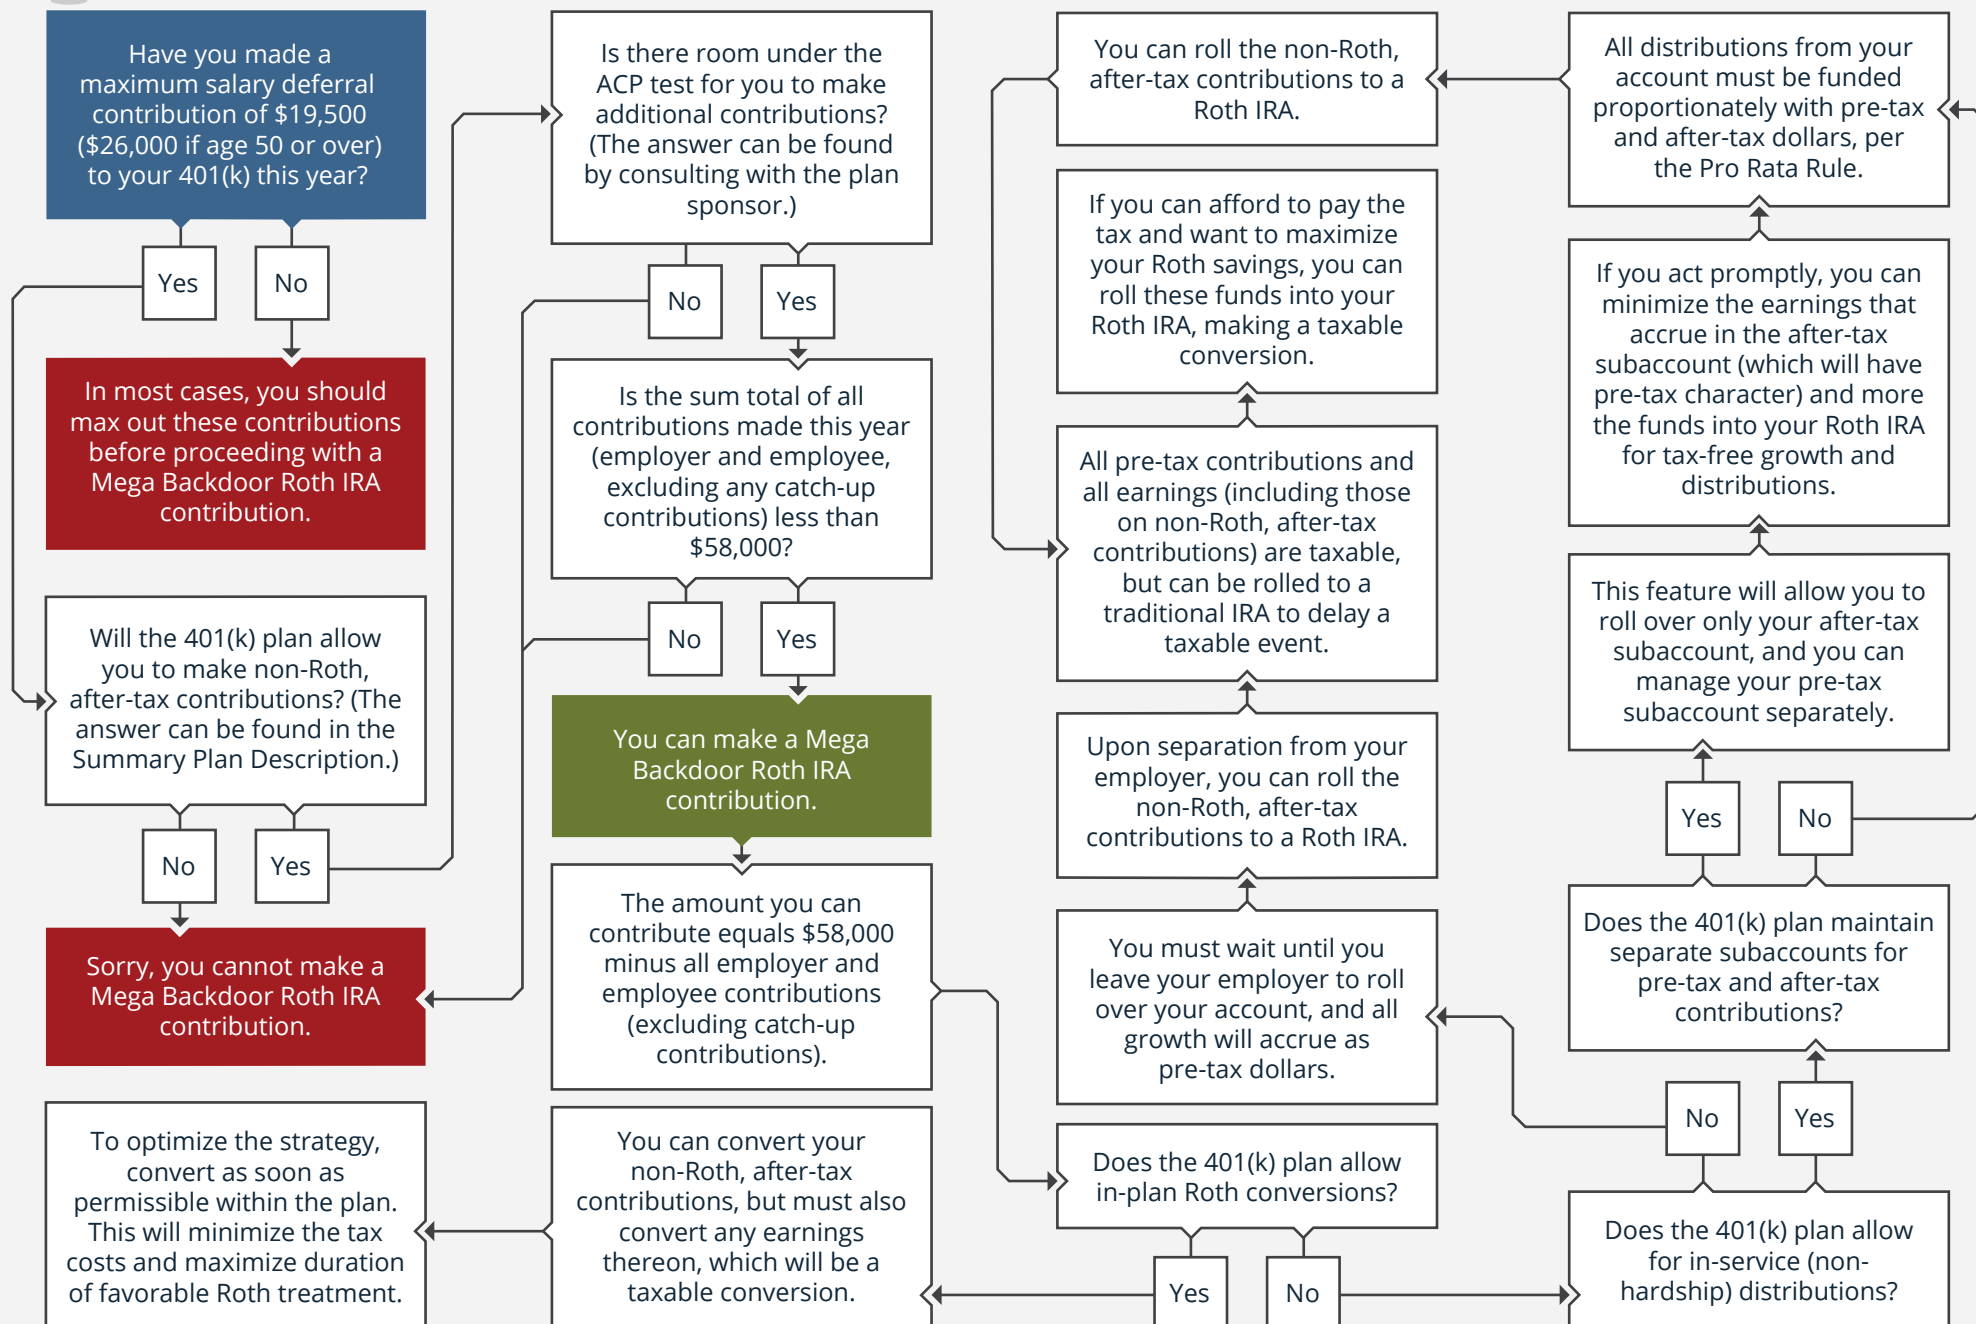 Have you made a
maximum salary deferral
contribution of $19,500
($26,000 if age 50 or over)
to your 401(k) this year?
Yes
No
In most cases, you should
max out these contributions
before proceeding with a
Mega Backdoor Roth IRA
contribution.
Will the 401(k) plan allow
you to make non-Roth,
after-tax contributions? (The
answer can be found in the
Summary Plan Description.)
No
Yes
Sorry, you cannot make a
Mega Backdoor Roth IRA
contribution.
To optimize the strategy,
convert as soon as
permissible within the plan.
This will minimize the tax
costs and maximize duration
of favorable Roth treatment.
Is there room under the
ACP test for you to make
additional contributions?
(The answer can be found
by consulting with the plan
sponsor.)
No
Yes
Is the sum total of all
contributions made this year
(employer and employee,
excluding any catch-up
contributions) less than
$58,000?
No
Yes
You can make a Mega
Backdoor Roth IRA
contribution.
The amount you can
contribute equals $58,000
minus all employer and
employee contributions
(excluding catch-up
contributions).
You can convert your
non-Roth, after-tax
contributions, but must also
convert any earnings
thereon, which will be a
taxable conversion.
You can roll the non-Roth,
after-tax contributions to a
Roth IRA.
If you can afford to pay the
tax and want to maximize
your Roth savings, you can
roll these funds into your
Roth IRA, making a taxable
conversion.
All pre-tax contributions and
all earnings (including those
on non-Roth, after-tax
contributions) are taxable,
but can be rolled to a
traditional IRA to delay a
taxable event.
Upon separation from your
employer, you can roll the
non-Roth, after-tax
contributions to a Roth IRA.
You must wait until you
leave your employer to roll
over your account, and all
growth will accrue as
pre-tax dollars.
Does the 401(k) plan allow
in-plan Roth conversions?
Yes
No
All distributions from your
account must be funded
proportionately with pre-tax
and after-tax dollars, per
the Pro Rata Rule.
If you act promptly, you can
minimize the earnings that
accrue in the after-tax
subaccount (which will have
pre-tax character) and more
the funds into your Roth IRA
for tax-free growth and
distributions.
This feature will allow you to
roll over only your after-tax
subaccount, and you can
manage your pre-tax
subaccount separately.
Yes
No
Does the 401(k) plan maintain
separate subaccounts for
pre-tax and after-tax
contributions?
No
Yes
Does the 401(k) plan allow
for in-service (non-
hardship) distributions?